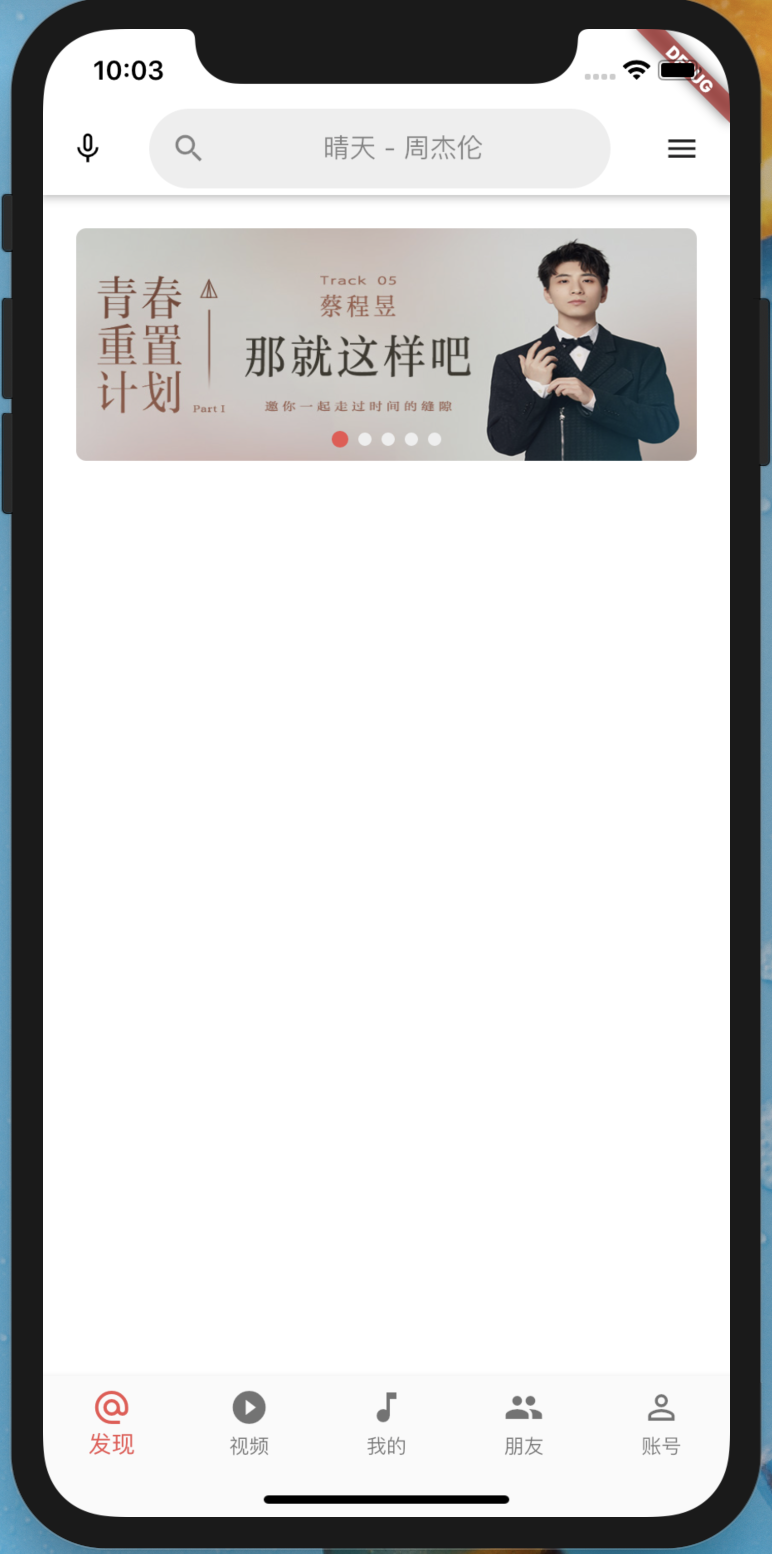 10:03
DEBUG
晴天 - 周杰伦
青春
重置
计划
Part I
Track 05
蔡程昱
那就这样吧
邀你一起走过时间的缝隙
发现
视频
我的
朋友
账号